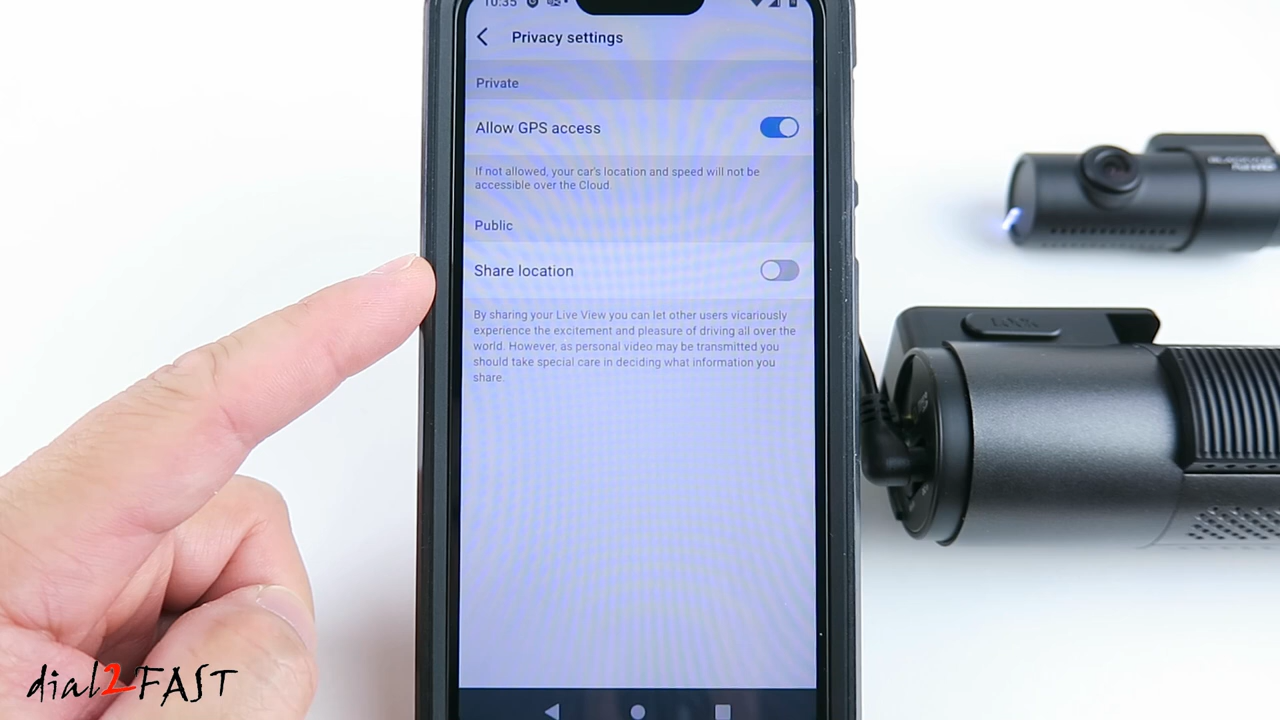 10:35
Privacy settings
Private
Allow GPS access
If not allowed, your car's location and speed will not be
accessible over the Cloud
Public
Share location
By sharing your Live View you can let other users vicariously
experience the excitement and pleasure of driving all over the
world. However, as personal video may be transmitted you
should take special care in deciding what information you
share.
LOCK
dial2FAST